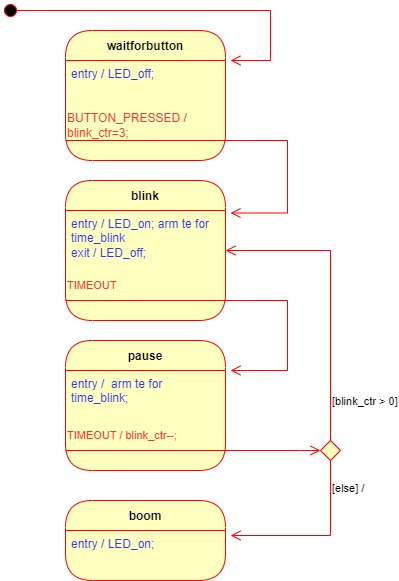 waitforbutton
entry / LED_off;
BUTTON_PRESSED /
blink_ctr=3;
blink
entry / LED_on; arm te for
time_blink
exit / LED_off;
TIMEOUT
pause
entry /  arm te for
time_blink;
[blink_ctr > 0]
TIMEOUT / blink_ctr--;
[else] /
boom
entry / LED_on;